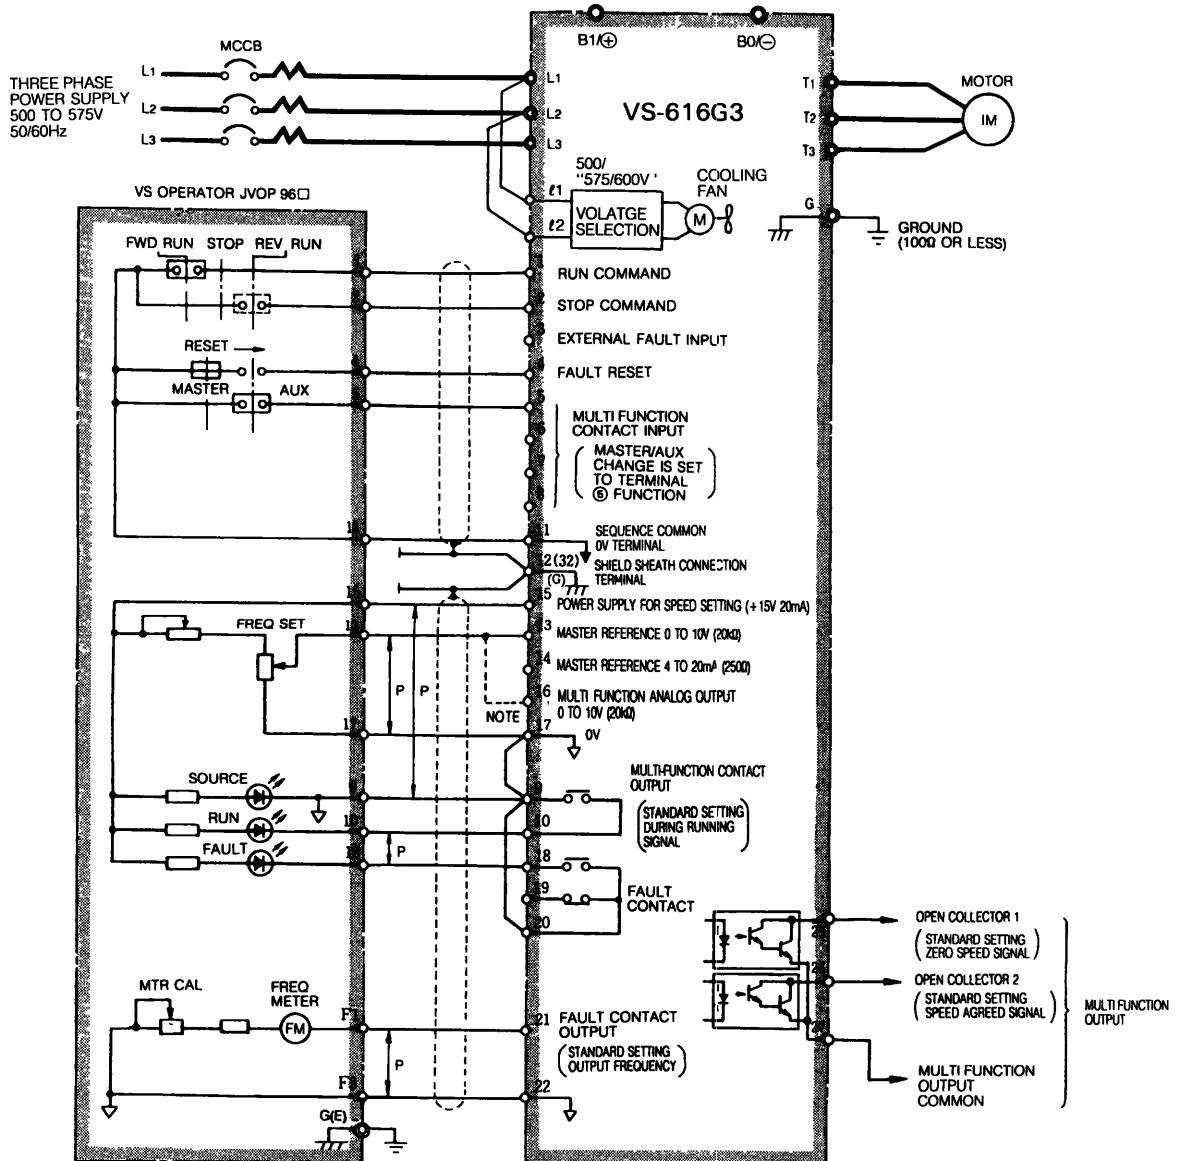 B1/⊕
B0/⊖
MCCB
THREE PHASE
POWER SUPPLY
500 TO 575V
50/60Hz
L1
L2
L3
L1
L2
L3
VS-616G3
T1
T2
T3
MOTOR
IM
500/
"575/600V '
VOLATGE
SELECTION
COOLING
FAN
M
ℓ1
ℓ2
G
GROUND
(100Ω OR LESS)
VS OPERATOR JVOP 96□
FWD RUN STOP REV RUN
RUN COMMAND
STOP COMMAND
EXTERNAL FAULT INPUT
RESET
FAULT RESET
MASTER AUX
5
MULTI FUNCTION
CONTACT INPUT
(MASTER/AUX
CHANGE IS SET
TO TERMINAL
⑤ FUNCTION)
11
SEQUENCE COMMON
0V TERMINAL
12 (32)
(G)
SHIELD SHEATH CONNECTION
TERMINAL
15
POWER SUPPLY FOR SPEED SETTING (+15V 20mA)
FREQ SET
13
MASTER REFERENCE 0 TO 10V (20kΩ)
14
MASTER REFERENCE 4 TO 20mA (250Ω)
P
P
NOTE
16
MULTI FUNCTION ANALOG OUTPUT
0 TO 10V (20kΩ)
17
17
0V
SOURCE
9
MULTI-FUNCTION CONTACT
OUTPUT
(STANDARD SETTING
DURING RUNNING
SIGNAL)
RUN
10
10
FAULT
P
18
19
20
FAULT
CONTACT
OPEN COLLECTOR 1
(STANDARD SETTING
ZERO SPEED SIGNAL)
OPEN COLLECTOR 2
(STANDARD SETTING
SPEED AGREED SIGNAL)
MULTI FUNCTION
OUTPUT
MULTI FUNCTION
OUTPUT
COMMON
MTR CAL
FREQ
METER
FM
21
FAULT CONTACT
OUTPUT
(STANDARD SETTING
OUTPUT FREQUENCY)
P
22
G(E)